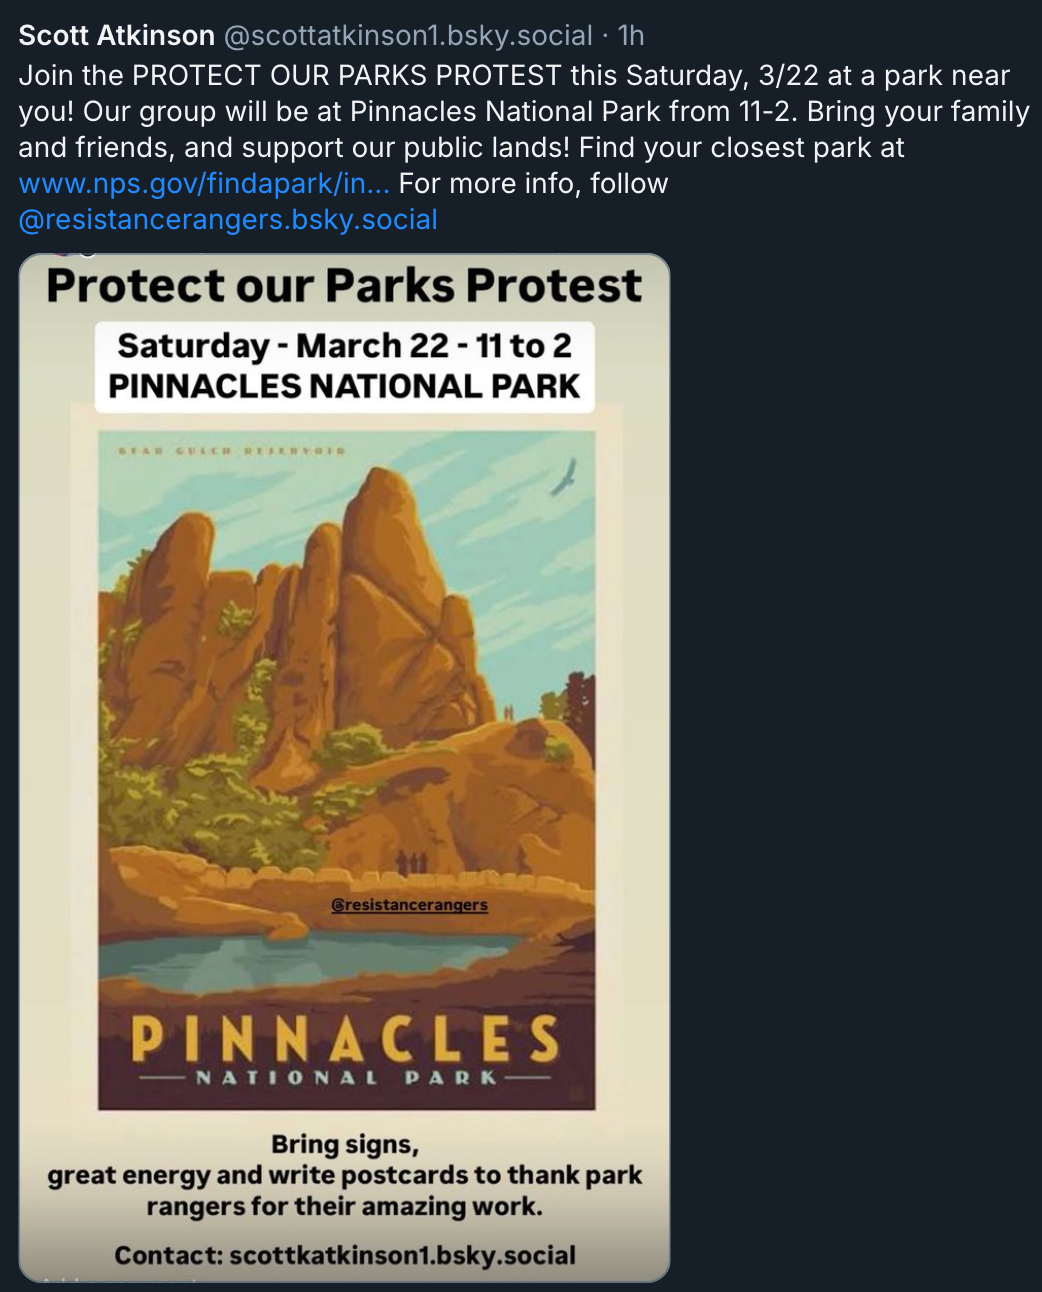 Scott Atkinson @scottatkinson1.bsky.social · 1h
Join the PROTECT OUR PARKS PROTEST this Saturday, 3/22 at a park near
you! Our group will be at Pinnacles National Park from 11-2. Bring your family
and friends, and support our public lands! Find your closest park at
www.nps.gov/findapark/in... For more info, follow
@resistancerangers.bsky.social
Protect our Parks Protest
Saturday - March 22 - 11 to 2
PINNACLES NATIONAL PARK
BEAR GULCH RESERVOIR
@resistancerangers
PINNACLES
NATIONAL PARK
Bring signs,
great energy and write postcards to thank park
rangers for their amazing work.
Contact: scottkatkinson1.bsky.social